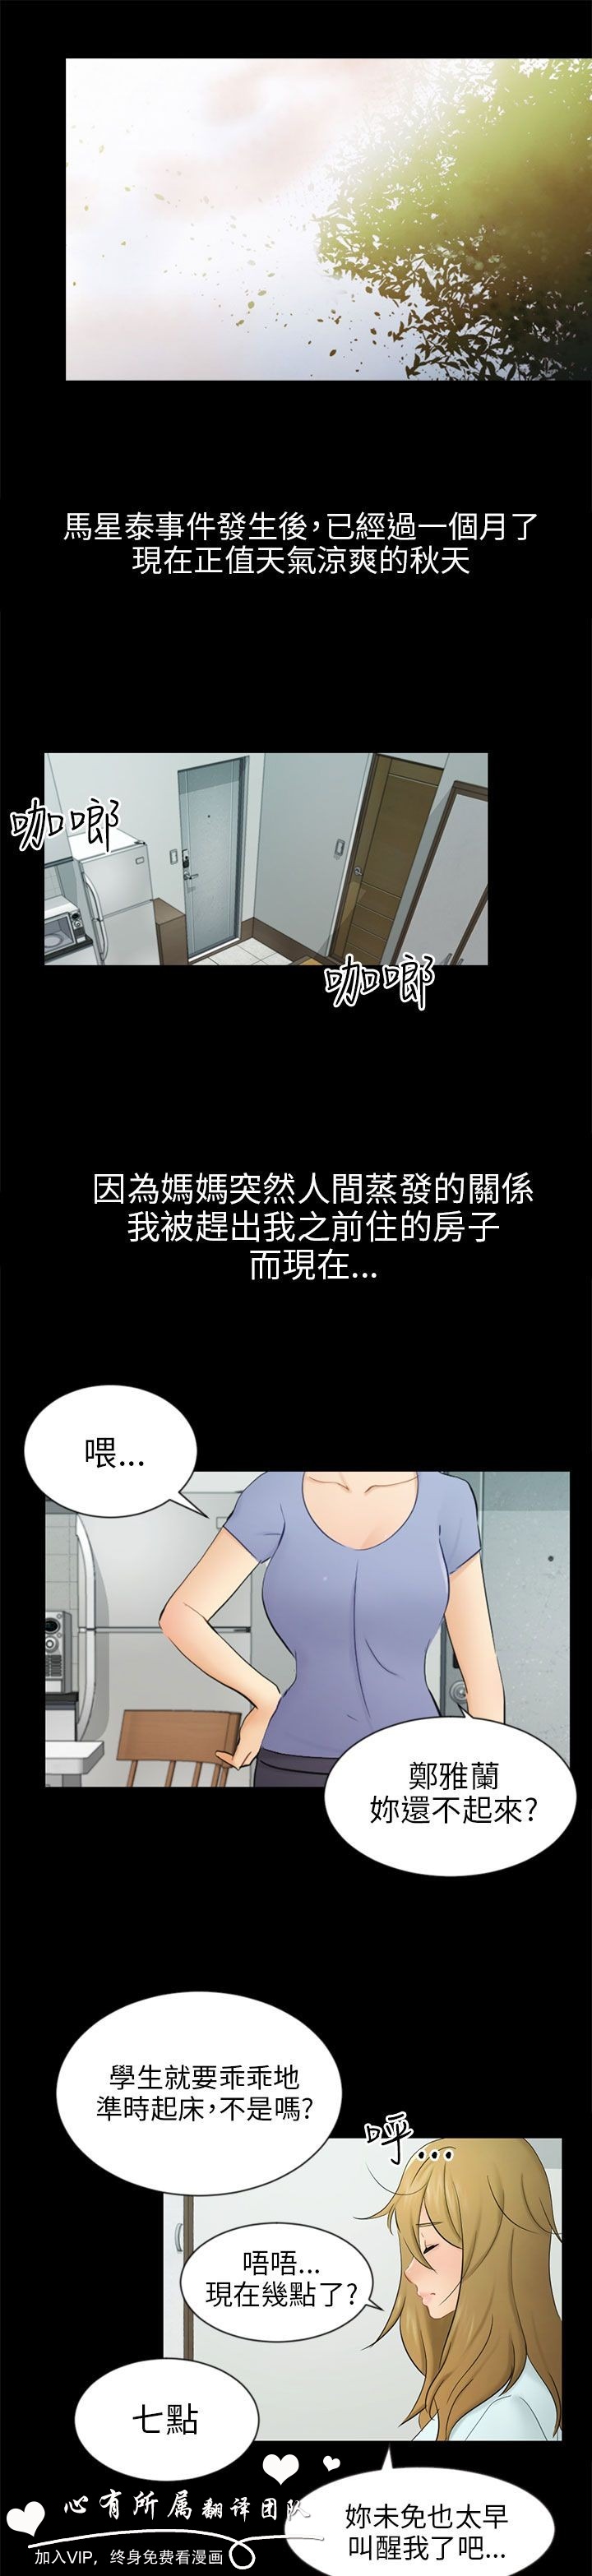 馬星泰事件發生後，已經過一個月了
現在正值天氣涼爽的秋天
咖啷
咖啷
因為媽媽突然人間蒸發的關係
我被趕出我之前住的房子
而現在...
喂...
鄭雅蘭
妳還不起來?
學生就要乖乖地
準時起床，不是嗎?
呼...
唔唔...
現在幾點了?
七點
妳未免也太早
叫醒我了吧...
心有所属翻译团队
加入VIP，终身免费看漫画